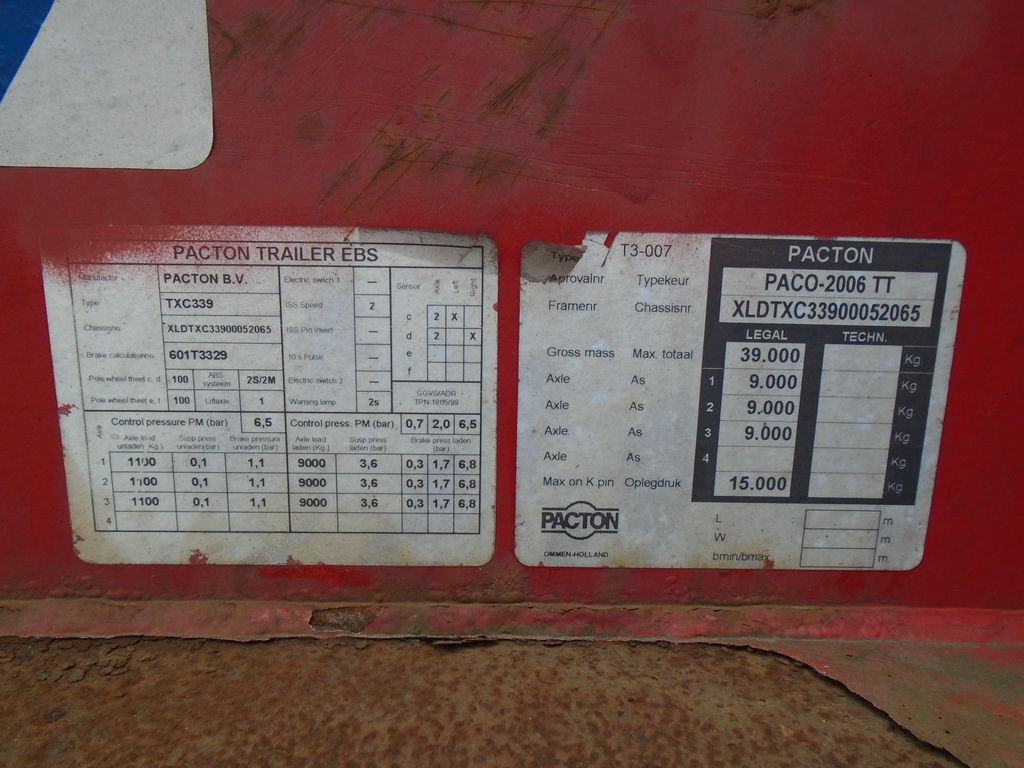 PACTON TRAILER EBS
Manufactor PACTON B.V. Electric switch 1 — Sensor Axle Left Right
Type TXC339 ISS Speed 2 c 2 X
Chassisno. XLDTXC33900052065 ISS Pin invert — d 2 X
Brake calculationno. 601T3329 10 s Pulse — e
Pole wheel theet c, d 100 ABS systeem 2S/2M Electric switch 2 — f
Pole wheel theet e, f 100 Liftaxle 1 Warning lamp 2s GGVS/ADR TPN 1805/99
Control pressure PM (bar) 6,5 Control press. PM (bar) 0,7 2,0 6,5
Axle Axle load unladen (Kg.) Susp press unladen(bar) Brake pressure unladen(bar) Axle load laden (Kg.) Susp press laden(bar) Brake press laden (bar)
1 1100 0,1 1,1 9000 3,6 0,3 1,7 6,8
2 1100 0,1 1,1 9000 3,6 0,3 1,7 6,8
3 1100 0,1 1,1 9000 3,6 0,3 1,7 6,8
4
Type T3-007 PACTON
Aprovalnr. Typekeur PACO-2006 TT
Framenr. Chassisnr. XLDTXC33900052065
LEGAL TECHN.
Gross mass Max. totaal 39.000 Kg
Axle As 1 9.000 Kg
Axle As 2 9.000 Kg
Axle As 3 9.000 Kg
Axle As 4 Kg
Max on K.pin Oplegdruk 15.000 Kg
PACTON
OMMEN-HOLLAND
L m.
W m.
bmin/bmax m.